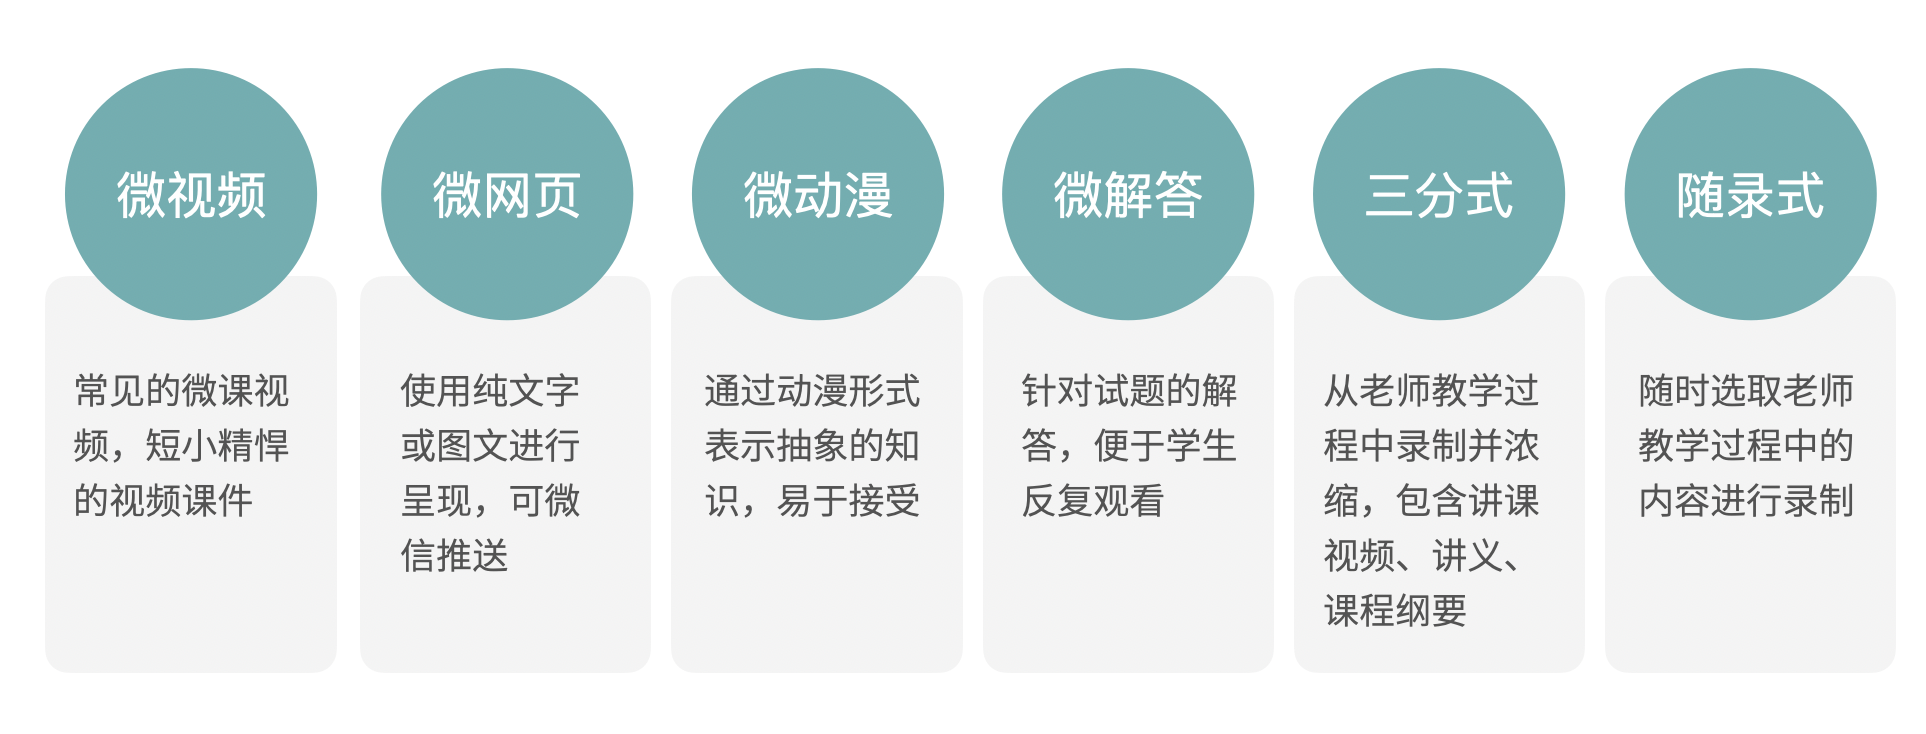 微视频
常见的微课视
频，短小精悍
的视频课件
微网页
使用纯文字
或图文进行
呈现，可微
信推送
微动漫
通过动漫形式
表示抽象的知
识，易于接受
微解答
针对试题的解
答，便于学生
反复观看
三分式
从老师教学过
程中录制并浓
缩，包含讲课
视频、讲义、
课程纲要
随录式
随时选取老师
教学过程中的
内容进行录制